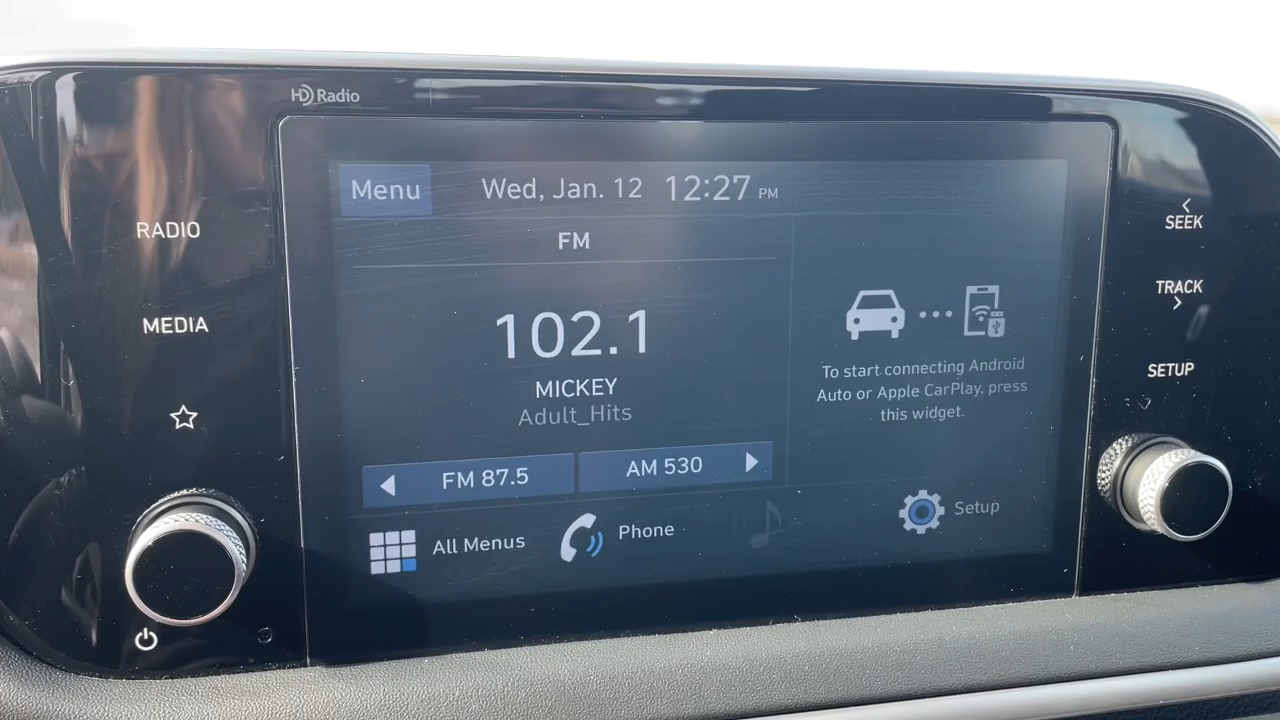 HD Radio
RADIO
MEDIA
Menu
Wed, Jan. 12 12:27 PM
FM
102.1
MICKEY
Adult_Hits
FM 87.5
AM 530
All Menus
Phone
To start connecting Android
Auto or Apple CarPlay, press
this widget.
Setup
SEEK
TRACK
SETUP